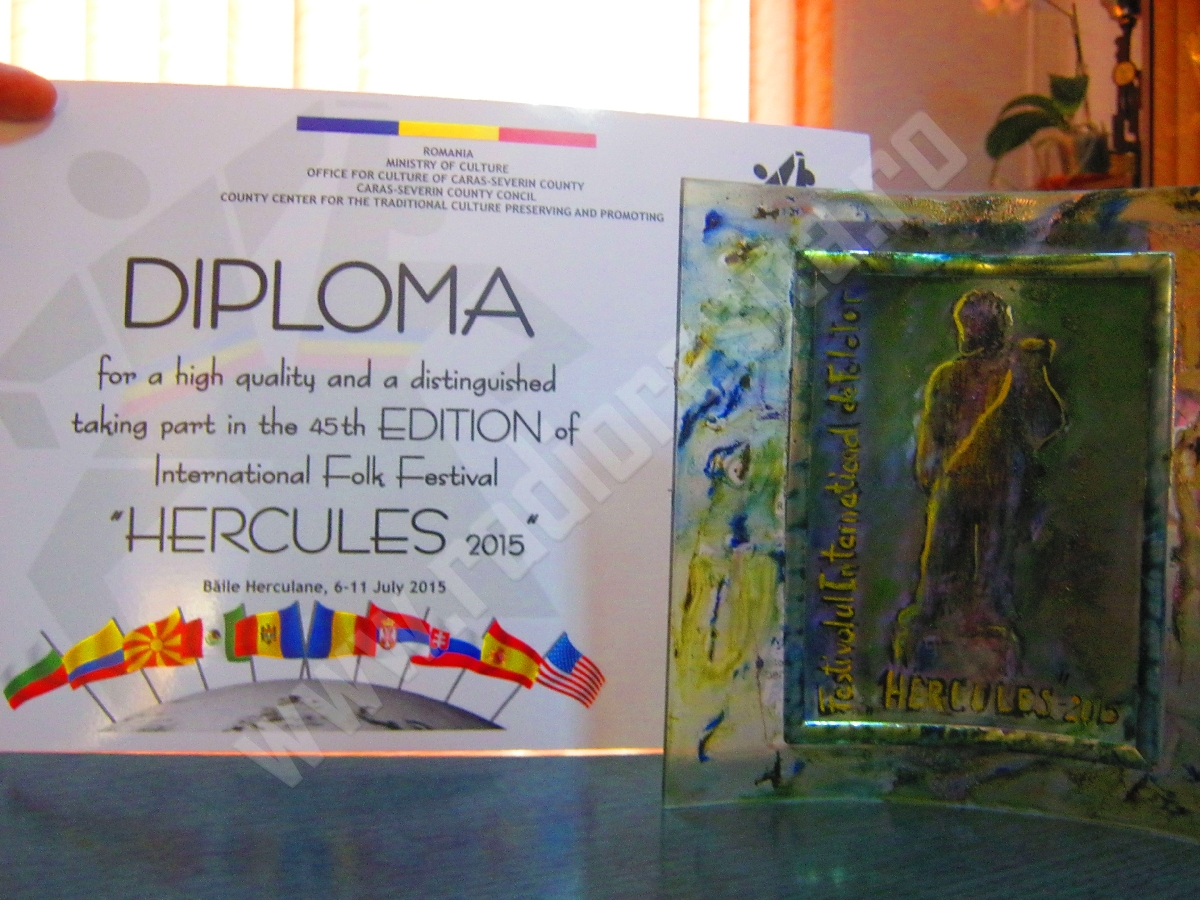 ROMANIA
MINISTRY OF CULTURE
OFFICE FOR CULTURE OF CARAS-SEVERIN COUNTY
CARAS-SEVERIN COUNTY CONCIL
COUNTY CENTER FOR THE TRADITIONAL CULTURE PRESERVING AND PROMOTING
DIPLOMA
for a high quality and a distinguished
taking part in the 45th EDITION of
International Folk Festival
"HERCULES 2015"
Băile Herculane, 6-11 July 2015
Festivalul International de Folclor
"HERCULES" 2015